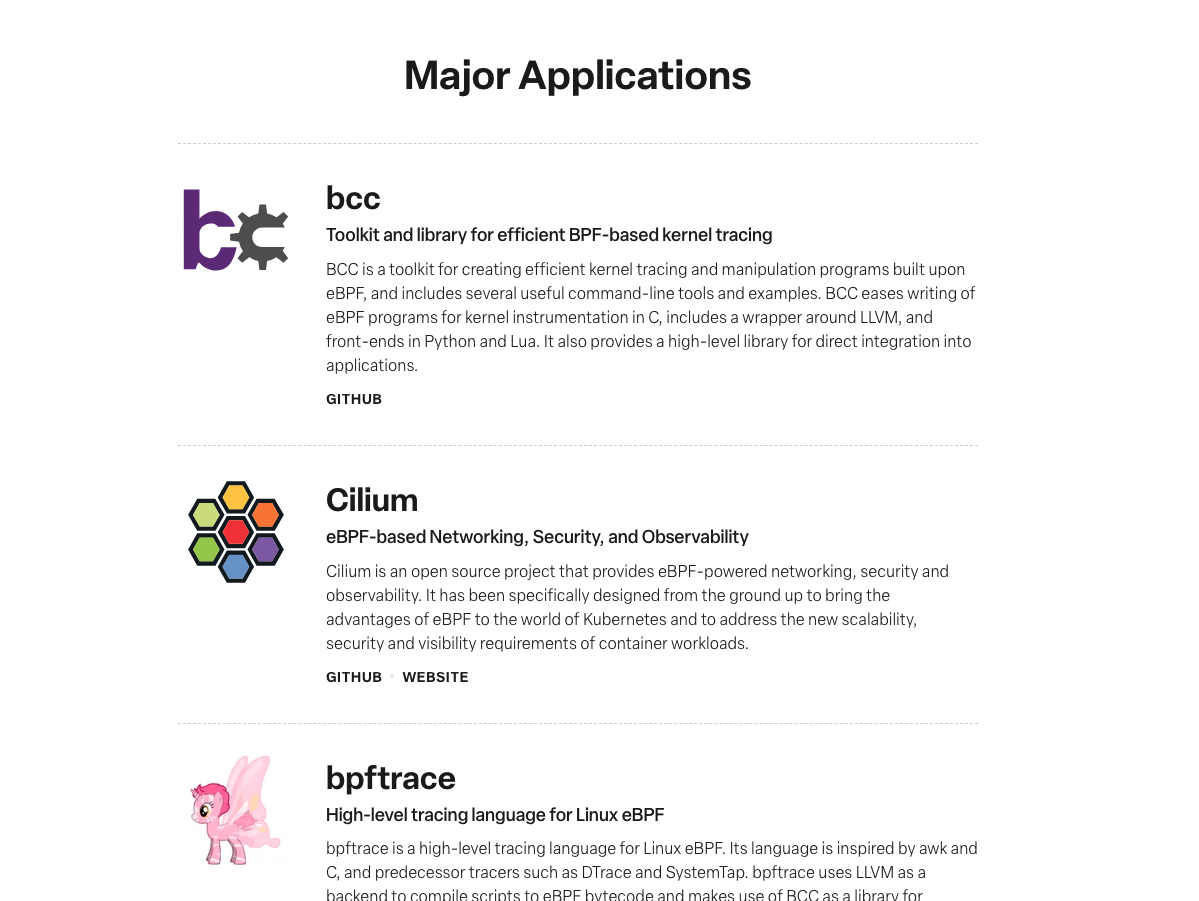 Major Applications
bc
bcc
Toolkit and library for efficient BPF-based kernel tracing
BCC is a toolkit for creating efficient kernel tracing and manipulation programs built upon
eBPF, and includes several useful command-line tools and examples. BCC eases writing of
eBPF programs for kernel instrumentation in C, includes a wrapper around LLVM, and
front-ends in Python and Lua. It also provides a high-level library for direct integration into
applications.
GITHUB
Cilium
eBPF-based Networking, Security, and Observability
Cilium is an open source project that provides eBPF-powered networking, security and
observability. It has been specifically designed from the ground up to bring the
advantages of eBPF to the world of Kubernetes and to address the new scalability,
security and visibility requirements of container workloads.
GITHUB • WEBSITE
bpftrace
High-level tracing language for Linux eBPF
bpftrace is a high-level tracing language for Linux eBPF. Its language is inspired by awk and
C, and predecessor tracers such as DTrace and SystemTap. bpftrace uses LLVM as a
backend to compile scripts to eBPF bytecode and makes use of BCC as a library for